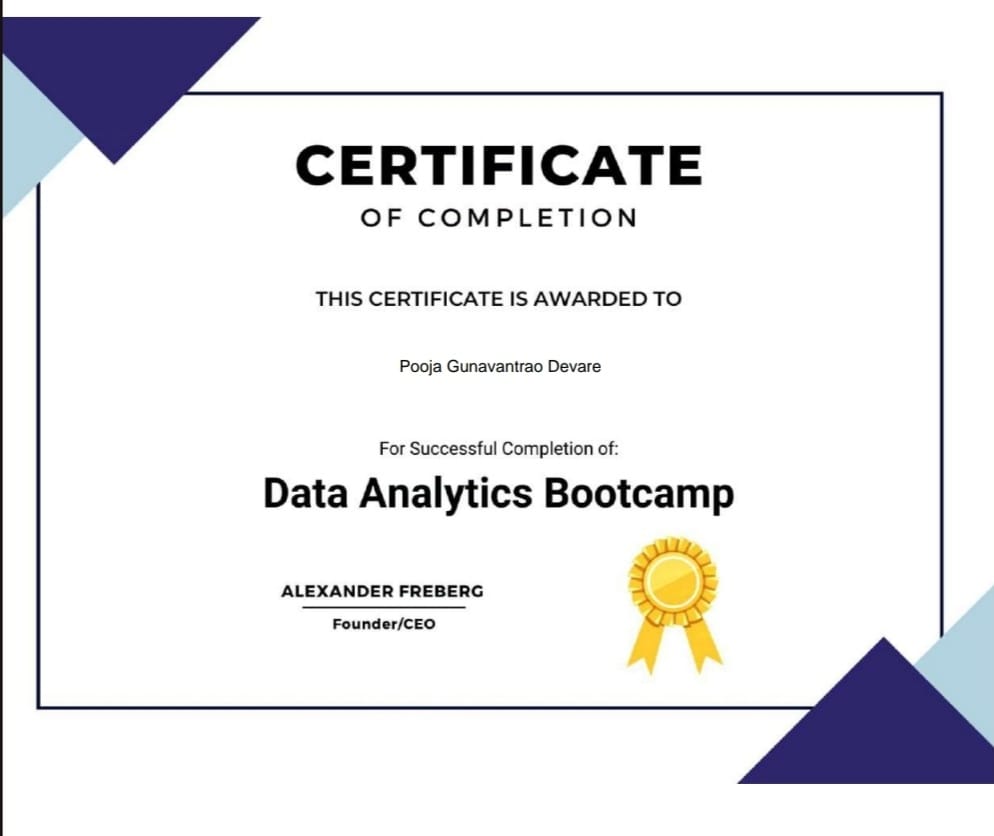 CERTIFICATE
OF COMPLETION
THIS CERTIFICATE IS AWARDED TO
Pooja Gunavantrao Devare
For Successful Completion of:
Data Analytics Bootcamp
ALEXANDER FREBERG
Founder/CEO